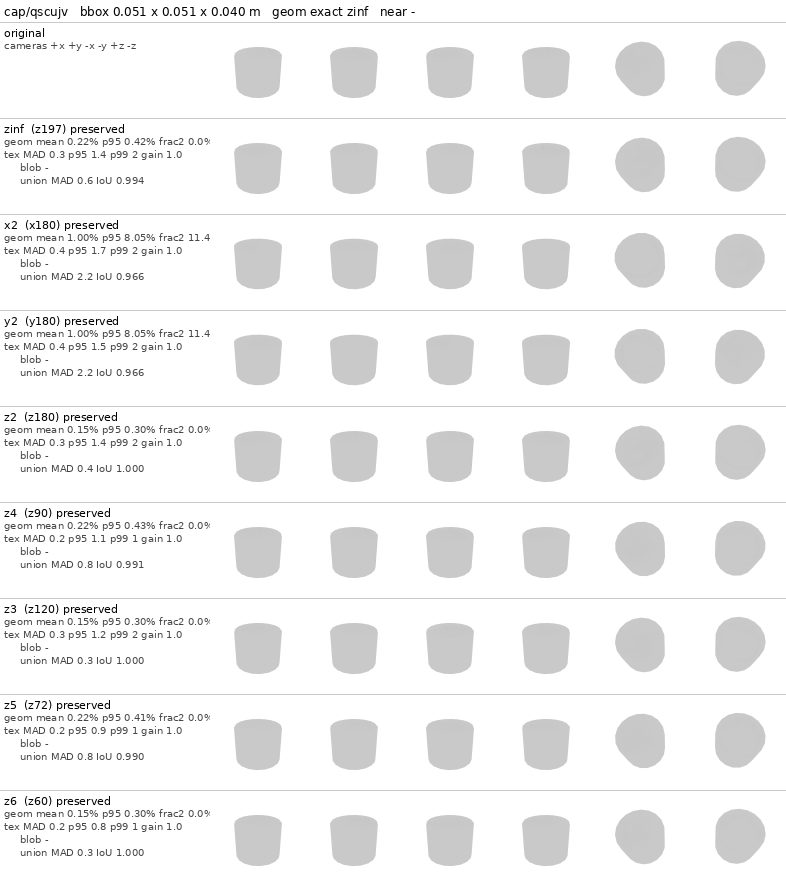 cap/qscujv bbox 0.051 x 0.051 x 0.040 m geom exact zinf near -
original
cameras +x +y -x -y +z -z
zinf (z197) preserved
geom mean 0.22% p95 0.42% frac2 0.0%
tex MAD 0.3 p95 1.4 p99 2 gain 1.0
blob -
union MAD 0.6 IoU 0.994
x2 (x180) preserved
geom mean 1.00% p95 8.05% frac2 11.4
tex MAD 0.4 p95 1.7 p99 2 gain 1.0
blob -
union MAD 2.2 IoU 0.966
y2 (y180) preserved
geom mean 1.00% p95 8.05% frac2 11.4
tex MAD 0.4 p95 1.5 p99 2 gain 1.0
blob -
union MAD 2.2 IoU 0.966
z2 (z180) preserved
geom mean 0.15% p95 0.30% frac2 0.0%
tex MAD 0.3 p95 1.4 p99 2 gain 1.0
blob -
union MAD 0.4 IoU 1.000
z4 (z90) preserved
geom mean 0.22% p95 0.43% frac2 0.0%
tex MAD 0.2 p95 1.1 p99 1 gain 1.0
blob -
union MAD 0.8 IoU 0.991
z3 (z120) preserved
geom mean 0.15% p95 0.30% frac2 0.0%
tex MAD 0.3 p95 1.2 p99 2 gain 1.0
blob -
union MAD 0.3 IoU 1.000
z5 (z72) preserved
geom mean 0.22% p95 0.41% frac2 0.0%
tex MAD 0.2 p95 0.9 p99 1 gain 1.0
blob -
union MAD 0.8 IoU 0.990
z6 (z60) preserved
geom mean 0.15% p95 0.30% frac2 0.0%
tex MAD 0.2 p95 0.8 p99 1 gain 1.0
blob -
union MAD 0.3 IoU 1.000